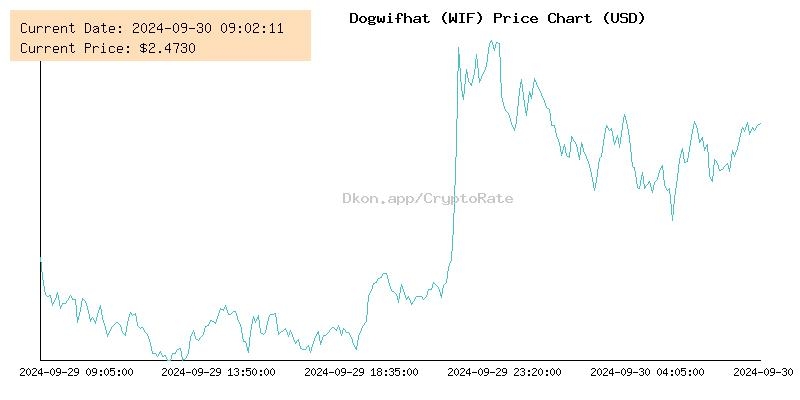 Dogwifhat (WIF) Price Chart (USD)
Current Date: 2024-09-30 09:02:11
Current Price: $2.4730
Dkon.app/CryptoRate
2024-09-29 09:05:00 2024-09-29 13:50:00 2024-09-29 18:35:00 2024-09-29 23:20:00 2024-09-30 04:05:00 2024-09-30